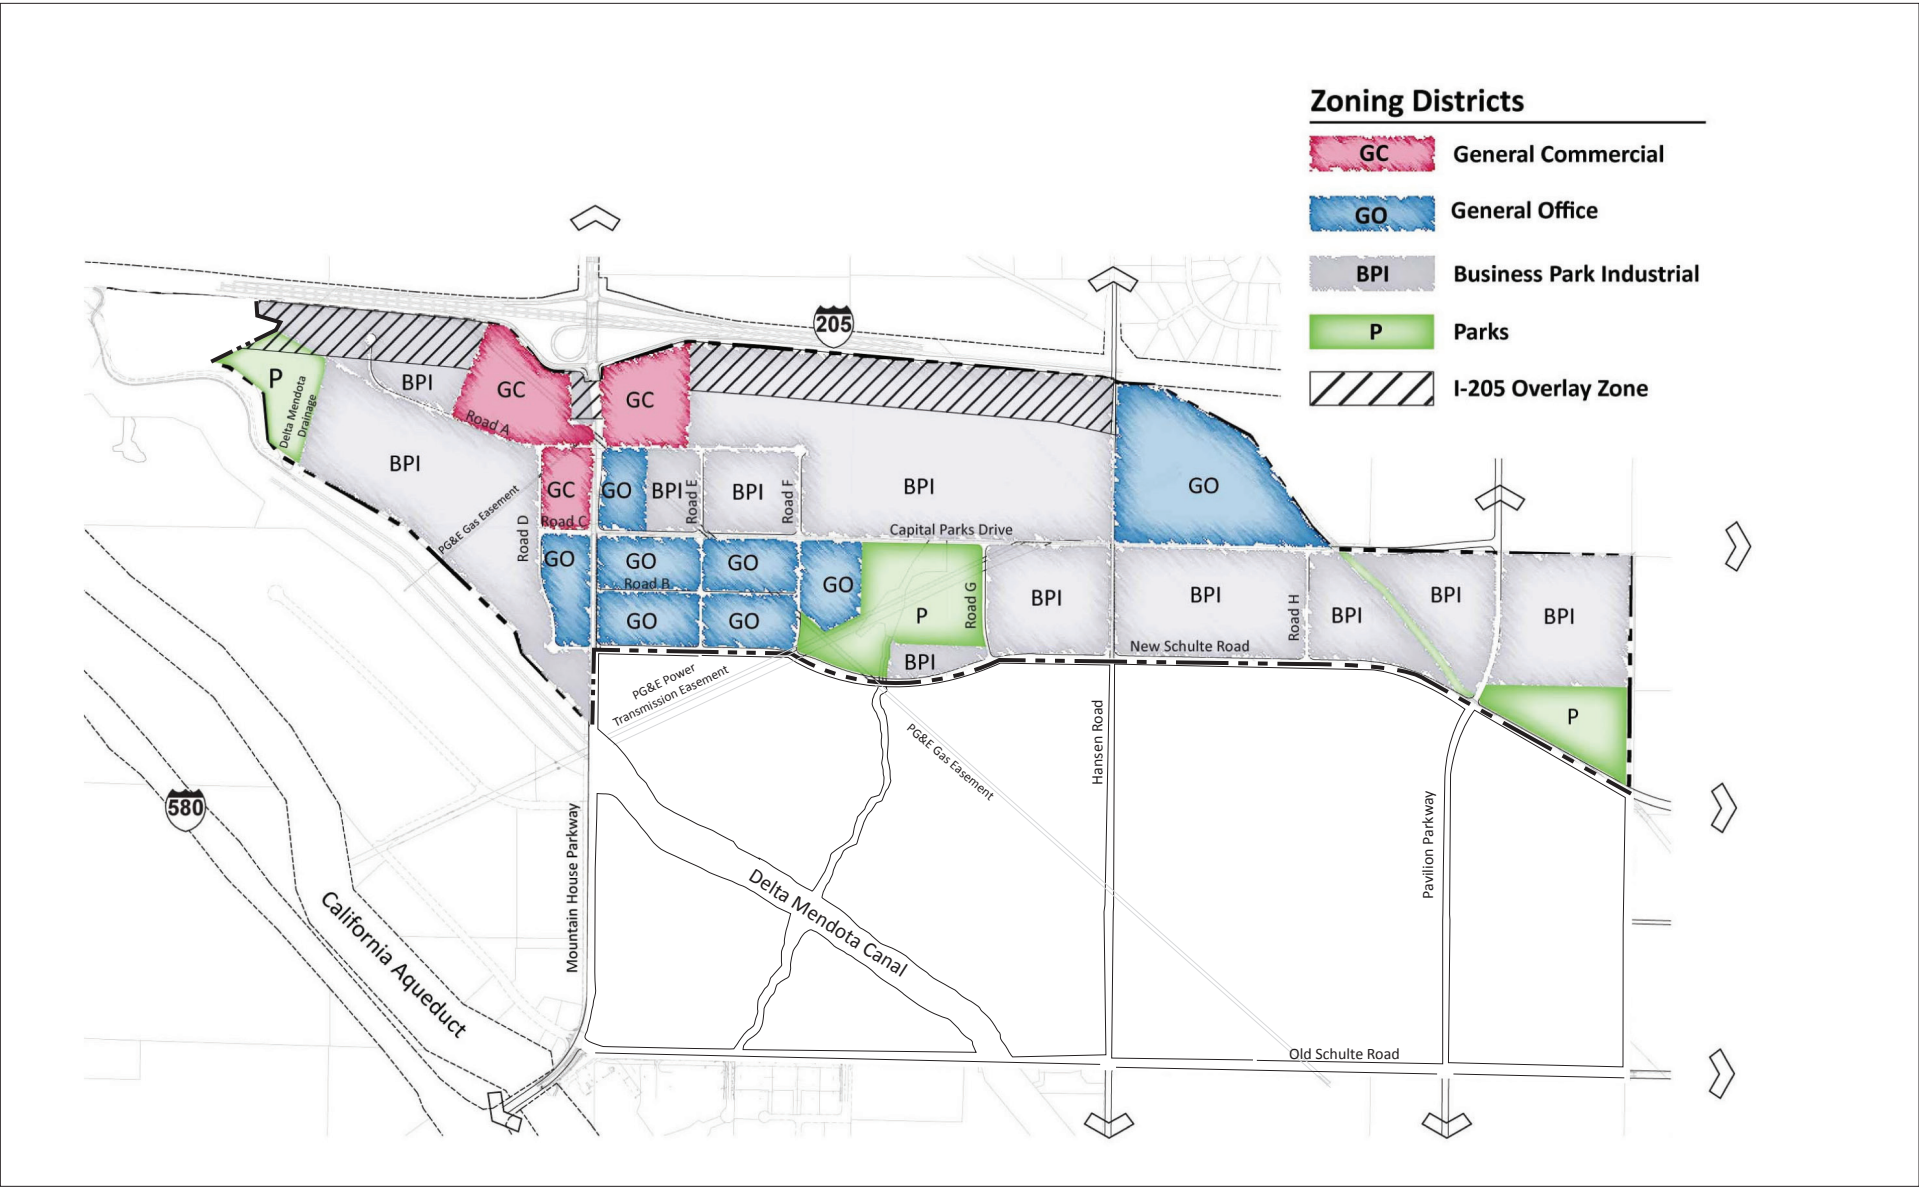 Zoning Districts
GC General Commercial
GO General Office
BPI Business Park Industrial
P Parks
I-205 Overlay Zone
205
P
Delta Mendota
Drainage
BPI
GC
GC
Road A
BPI
GC
Road C
GO
BPI
Road E
BPI
Road F
BPI
GO
PG&E Gas Easement
Road D
Capital Parks Drive
GO
GO
Road B
GO
GO
GO
GO
P
Road G
BPI
BPI
BPI
Road H
BPI
BPI
BPI
New Schulte Road
P
PG&E Power
Transmission Easement
PG&E Gas Easement
Hansen Road
Pavilion Parkway
580
Mountain House Parkway
California Aqueduct
Delta Mendota Canal
Old Schulte Road